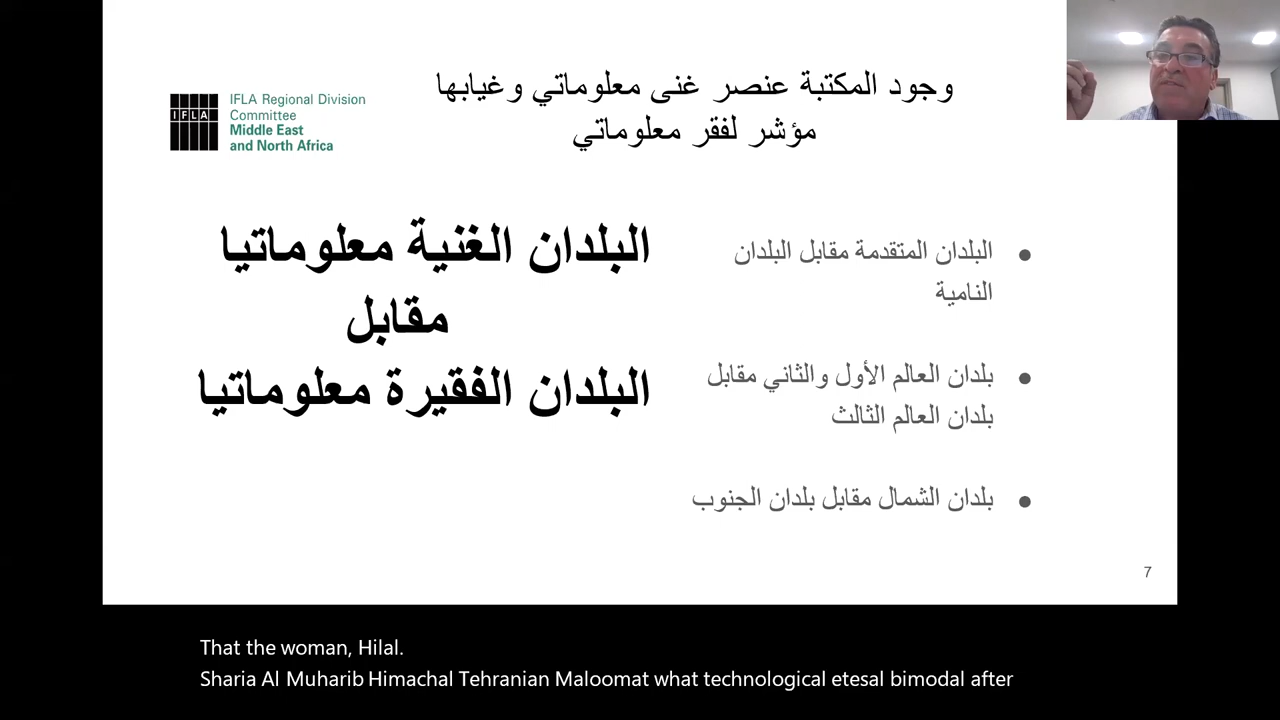 وجود المكتبة عنصر غنى معلوماتي وغيابها
مؤشر لفقر معلوماتي
IFLA
IFLA Regional Division
Committee
Middle East
and North Africa
• البلدان المتقدمة مقابل البلدان
النامية
• بلدان العالم الأول والثاني مقابل
بلدان العالم الثالث
• بلدان الشمال مقابل بلدان الجنوب
البلدان الغنية معلوماتيا
مقابل
البلدان الفقيرة معلوماتيا
7
That the woman, Hilal.
Sharia Al Muharib Himachal Tehranian Maloomat what technological etesal bimodal after